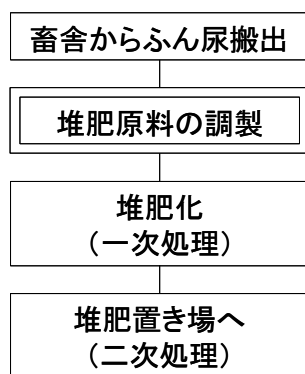 畜舎からふん尿搬出
堆肥原料の調製
堆肥化
（一次処理）
堆肥置き場へ
（二次処理）